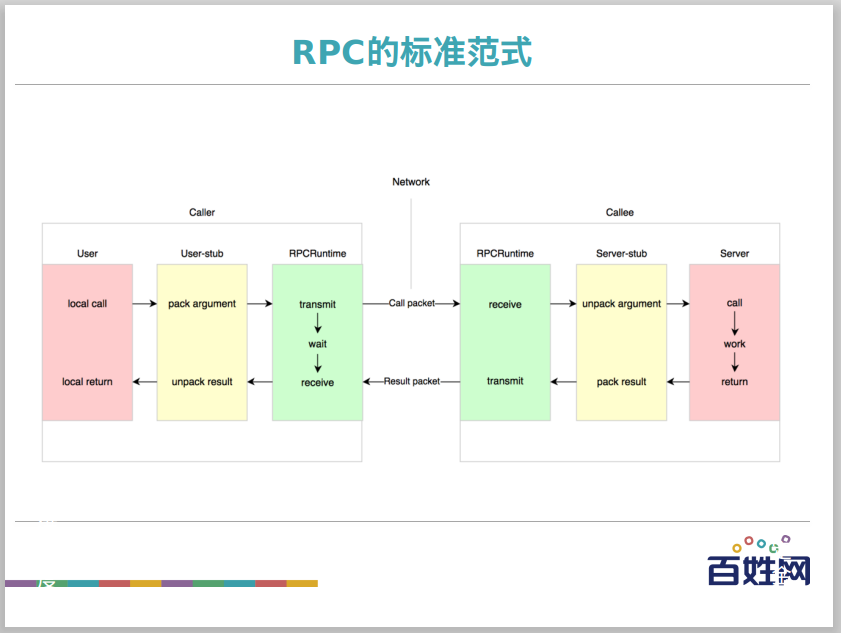 RPC的标准范式
Network
Caller
Callee
User
User-stub
RPCRuntime
RPCRuntime
Server-stub
Server
local call
pack argument
transmit
Call packet
receive
unpack argument
call
wait
work
local return
unpack result
receive
Result packet
transmit
pack result
return
百姓网